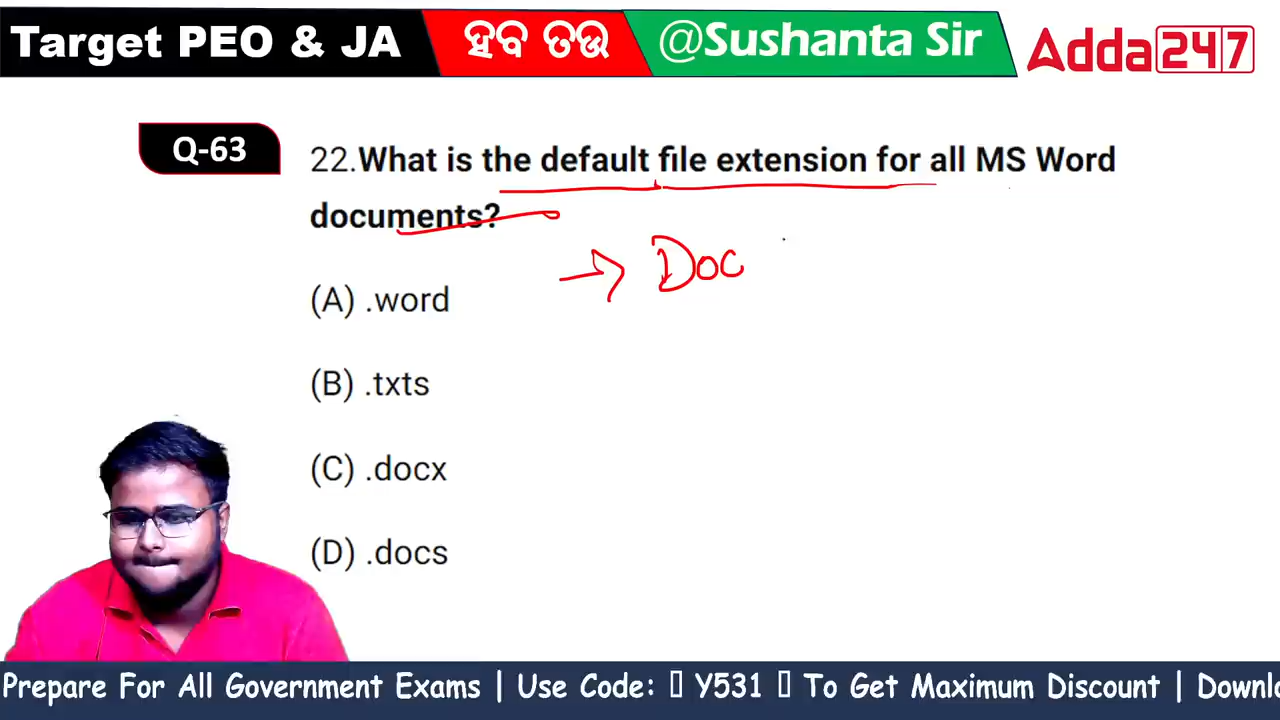 Target PEO & JA ହବ ତଉ @Sushanta Sir Adda247
Q-63
22.What is the default file extension for all MS Word
documents?
→ Doc
(A) .word
(B) .txts
(C) .docx
(D) .docs
Prepare For All Government Exams | Use Code: Y531 To Get Maximum Discount |